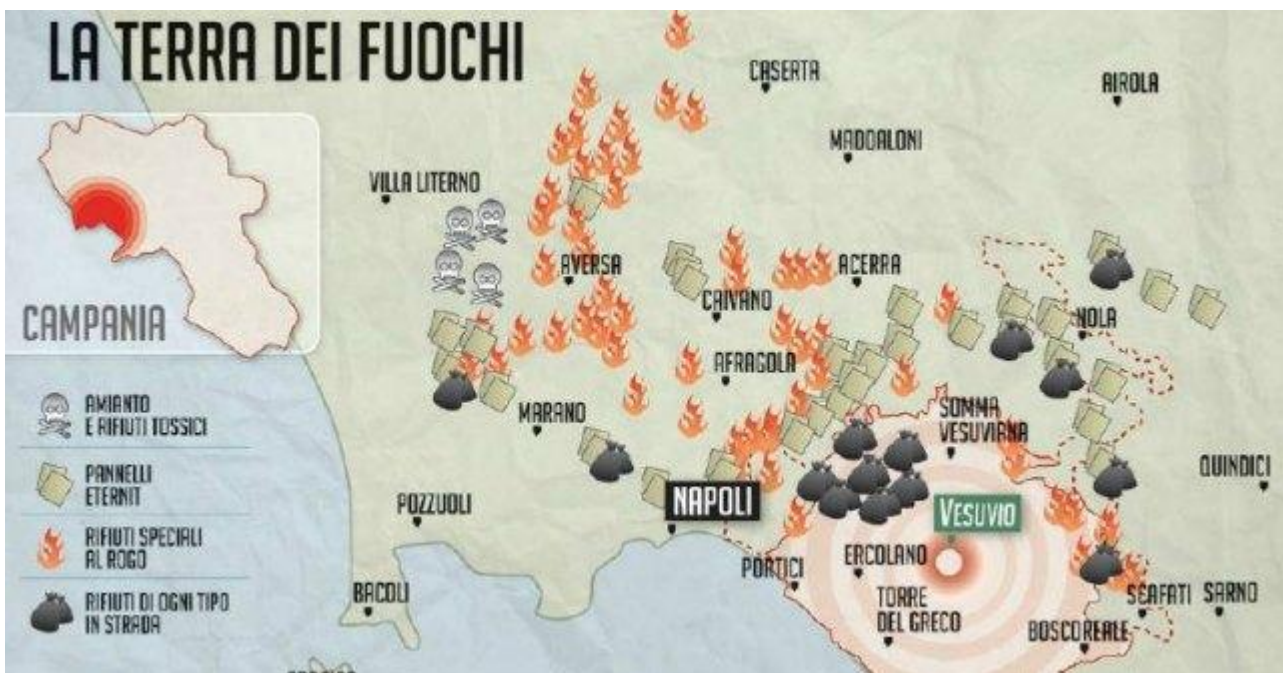 LA TERRA DEI FUOCHI
CASERTA
AIROLA
MADDALONI
VILLA LITERNO
AVERSA
ACERRA
CAIVANO
NOLA
CAMPANIA
AFRAGOLA
MARANO
SOMMA
VESUVIANA
QUINDICI
AMIANTO
E RIFIUTI TOSSICI
PANNELLI
ETERNIT
RIFIUTI SPECIALI
AL ROGO
RIFIUTI DI OGNI TIPO
IN STRADA
POZZUOLI
NAPOLI
VESUVIO
PORTICI
ERCOLANO
BACOLI
TORRE
DEL GRECO
SCAFATI
SARNO
BOSCOREALE